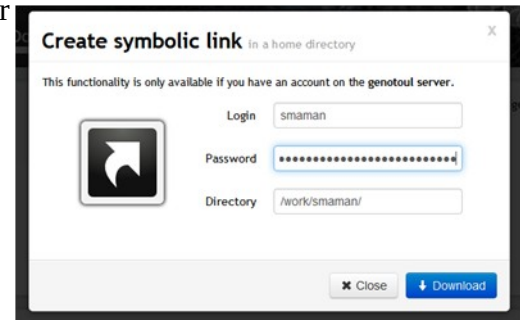 r
Create symbolic link in a home directory
x
This functionality is only available if you have an account on the genotoul server.
Login smaman
Password ••••••••••••••••••••••••••
Directory /work/smaman/
✖ Close Download